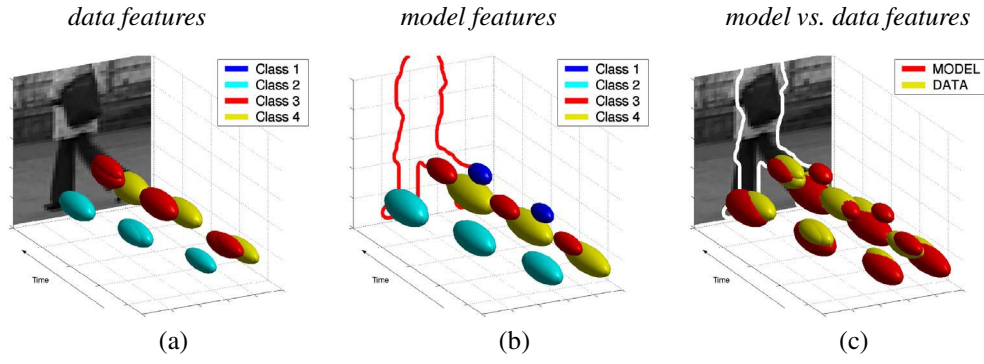 data features
model features
model vs. data features
Class 1
Class 2
Class 3
Class 4
Time
(a)
Class 1
Class 2
Class 3
Class 4
Time
(b)
MODEL
DATA
Time
(c)